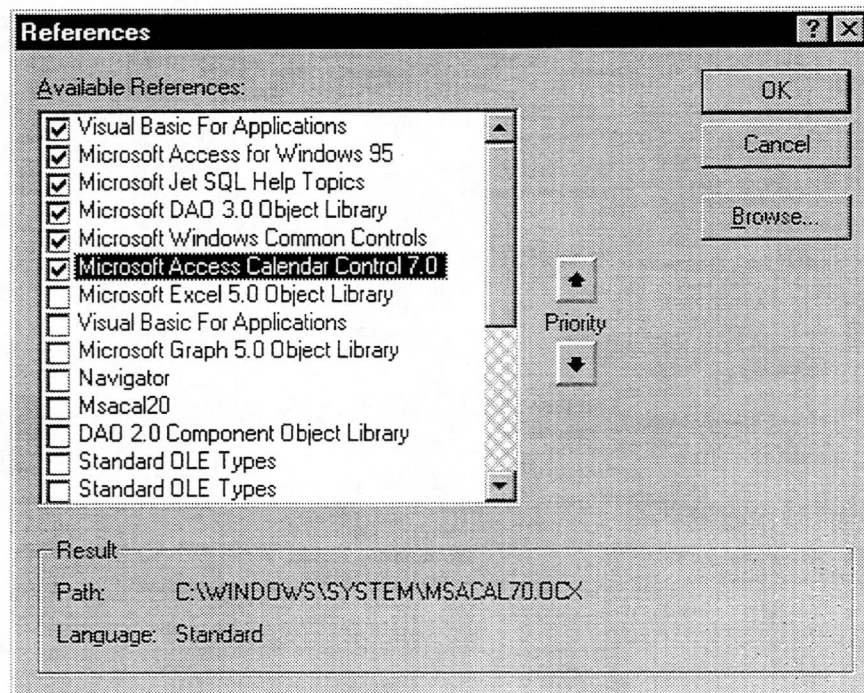 References
Available References:
Visual Basic For Applications
Microsoft Access for Windows 95
Microsoft Jet SQL Help Topics
Microsoft DAO 3.0 Object Library
Microsoft Windows Common Controls
Microsoft Access Calendar Control 7.0
Microsoft Excel 5.0 Object Library
Visual Basic For Applications
Microsoft Graph 5.0 Object Library
Navigator
Msacal20
DAO 2.0 Component Object Library
Standard OLE Types
Standard OLE Types
OK
Cancel
Browse...
Priority
Result
Path: C:\WINDOWS\SYSTEM\MSACAL70.OCX
Language: Standard